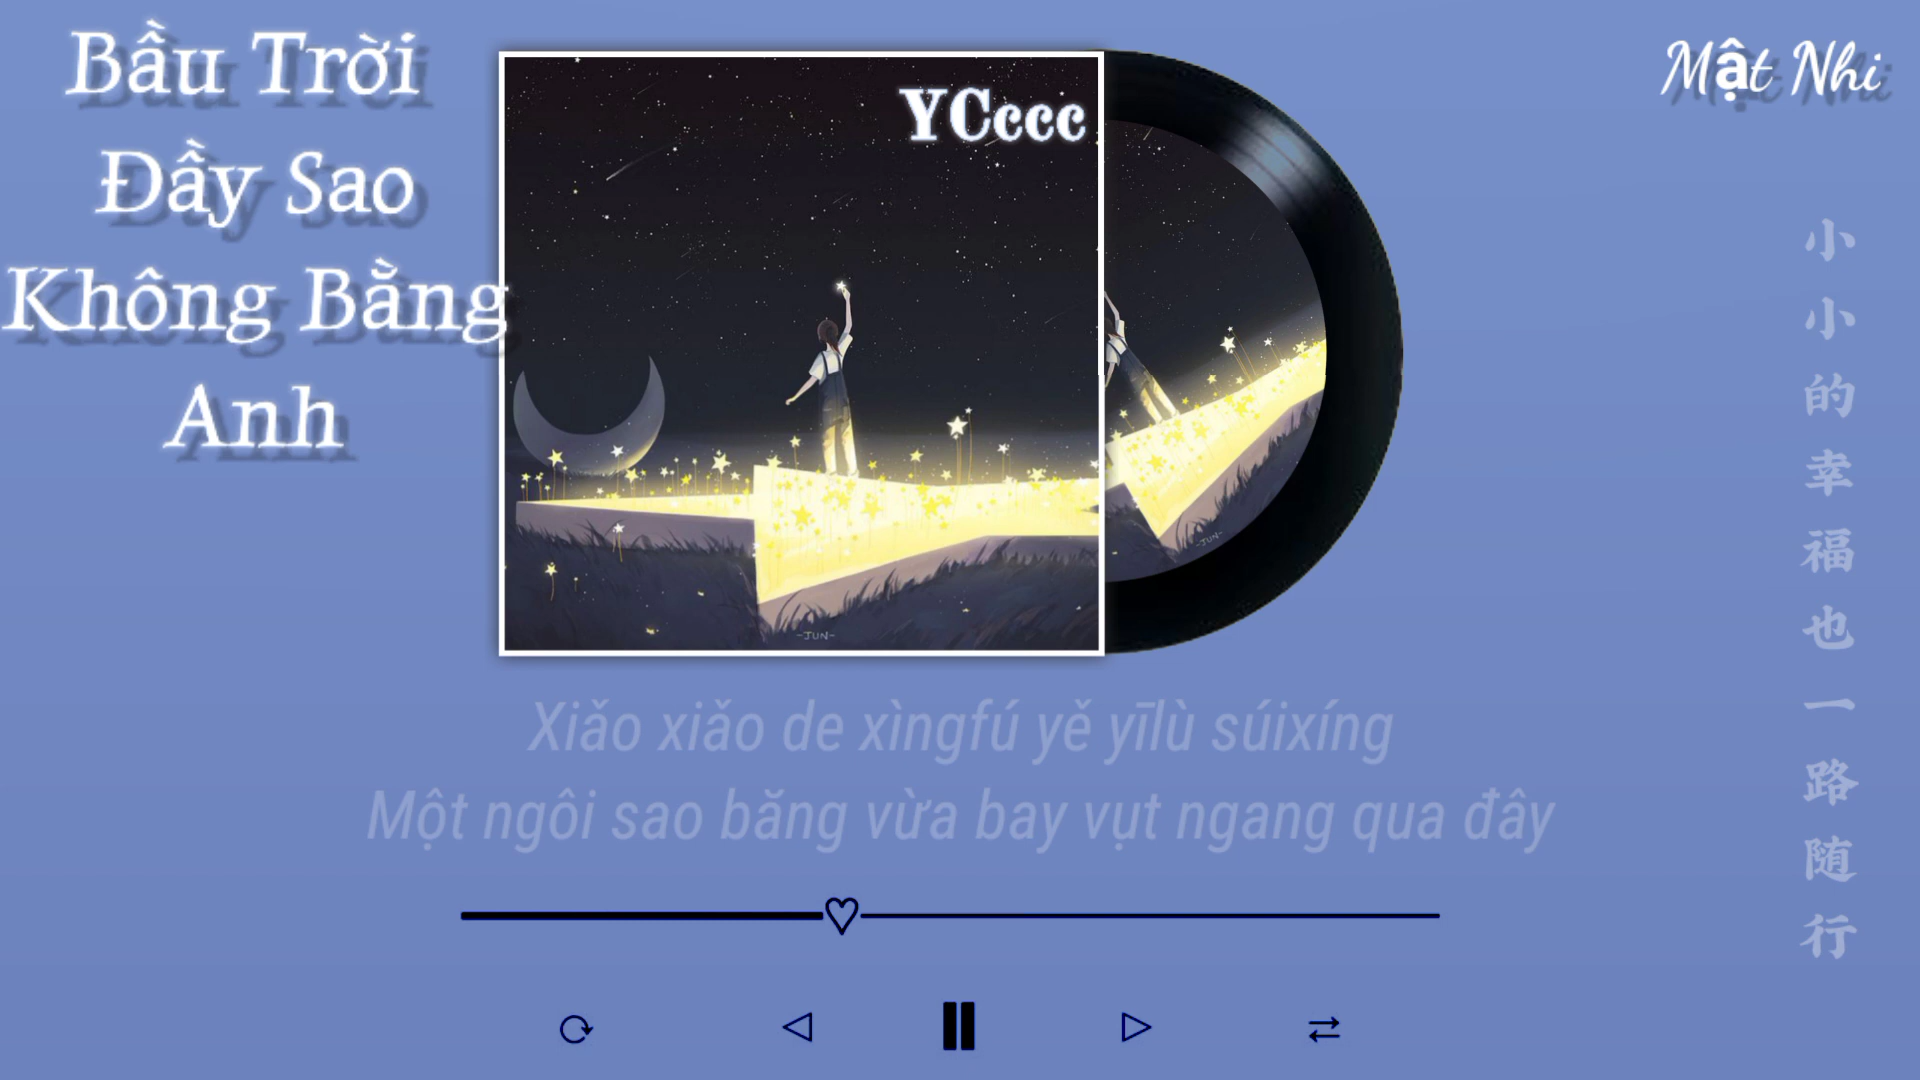 Bầu Trời
Đầy Sao
Không Bằng
Anh
YCccc
Mật Nhi
小小的幸福也一路随行
-JUN-
-JUN-
Xiǎo xiǎo de xìngfú yě yīlù súixíng
Một ngôi sao băng vừa bay vụt ngang qua đây